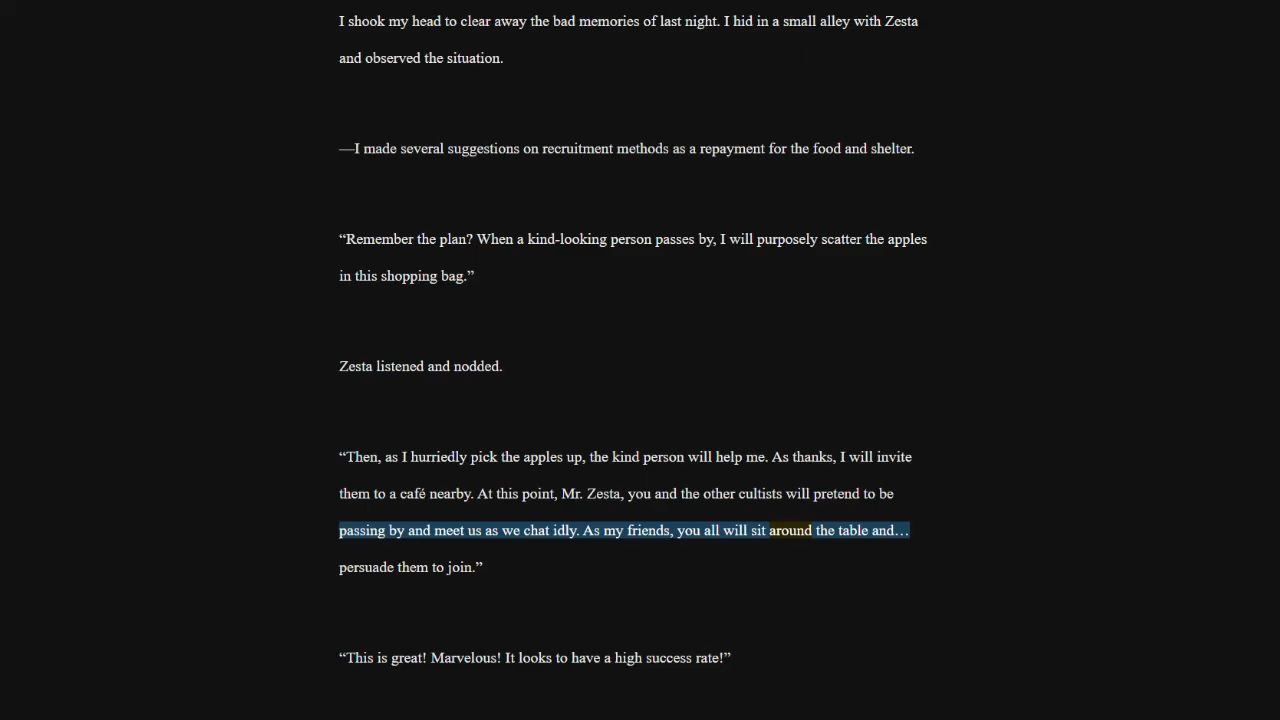 I shook my head to clear away the bad memories of last night. I hid in a small alley with Zesta
and observed the situation.
—I made several suggestions on recruitment methods as a repayment for the food and shelter.
“Remember the plan? When a kind-looking person passes by, I will purposely scatter the apples
in this shopping bag.”
Zesta listened and nodded.
“Then, as I hurriedly pick the apples up, the kind person will help me. As thanks, I will invite
them to a café nearby. At this point, Mr. Zesta, you and the other cultists will pretend to be
passing by and meet us as we chat idly. As my friends, you all will sit around the table and…
persuade them to join.”
“This is great! Marvelous! It looks to have a high success rate!”